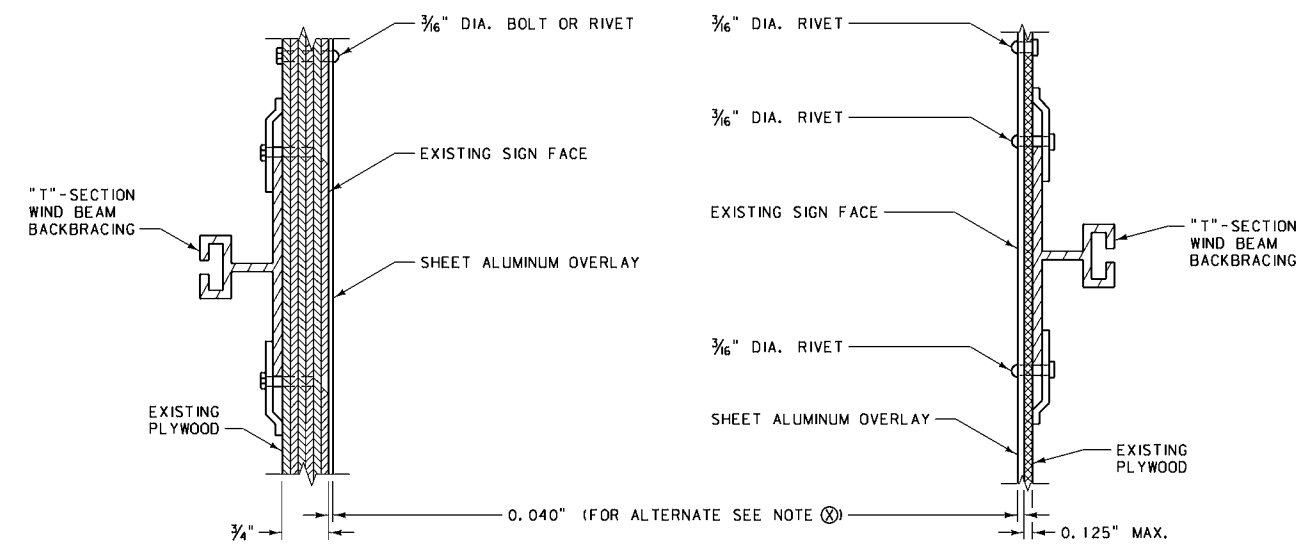 3/16" DIA. BOLT OR RIVET
EXISTING SIGN FACE
"T"-SECTION
WIND BEAM
BACKBRACING
SHEET ALUMINUM OVERLAY
EXISTING
PLYWOOD
3/4"
0.040" (FOR ALTERNATE SEE NOTE Ⓧ)
3/16" DIA. RIVET
3/16" DIA. RIVET
EXISTING SIGN FACE
"T"-SECTION
WIND BEAM
BACKBRACING
3/16" DIA. RIVET
SHEET ALUMINUM OVERLAY
EXISTING
PLYWOOD
0.125" MAX.